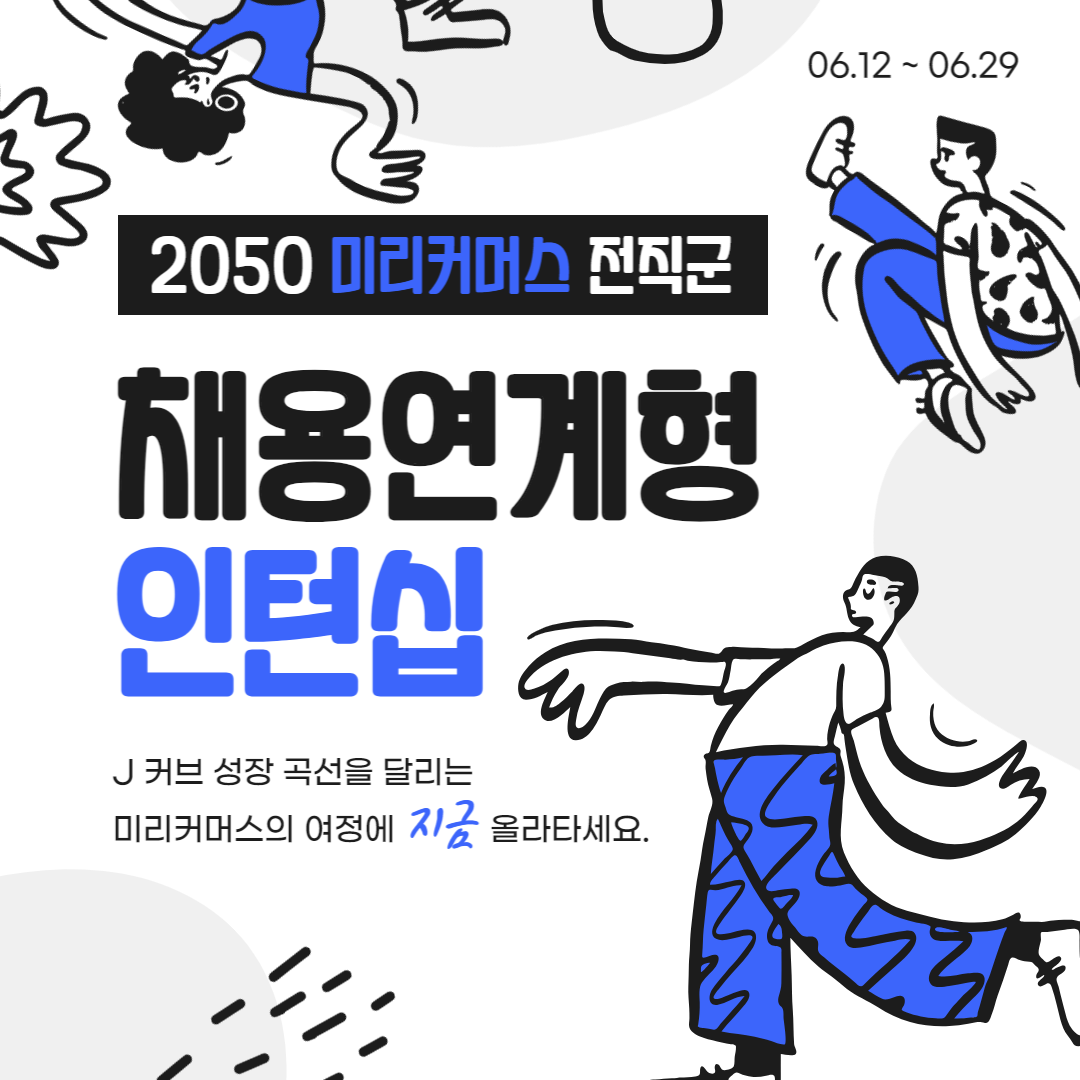 06.12 ~ 06.29
2050 미리커머스 전직군
채용연계형
인턴십
J 커브 성장 곡선을 달리는
미리커머스의 여정에 지금 올라타세요.